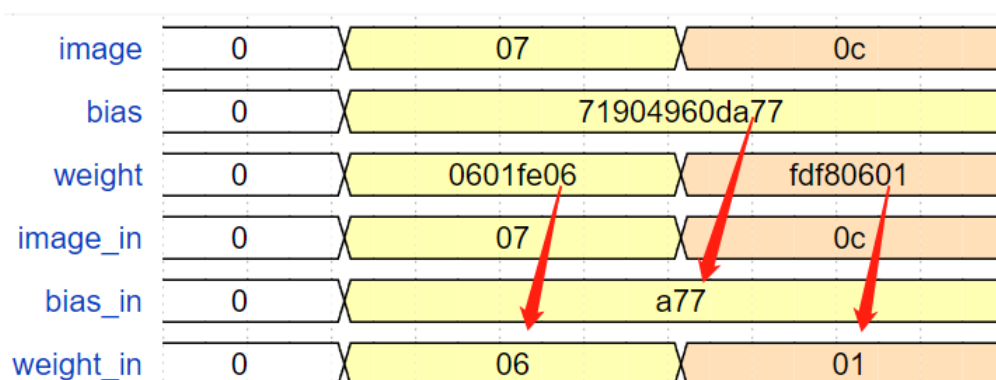 image 0 07 0c
bias 0 71904960da77
weight 0 0601fe06 fdf80601
image_in 0 07 0c
bias_in 0 a77
weight_in 0 06 01